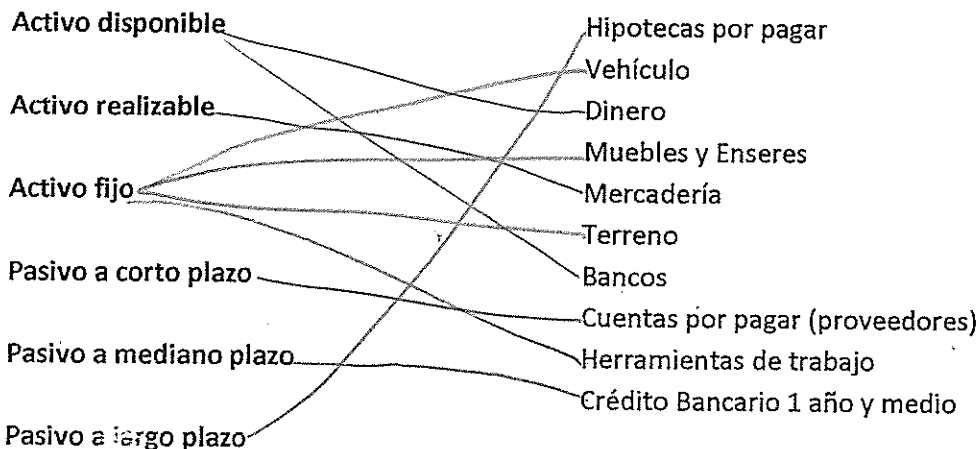 Activo disponible
Activo realizable
Activo fijo
Pasivo a corto plazo
Pasivo a mediano plazo
Pasivo a largo plazo
Hipotecas por pagar
Vehículo
Dinero
Muebles y Enseres
Mercadería
Terreno
Bancos
Cuentas por pagar (proveedores)
Herramientas de trabajo
Crédito Bancario 1 año y medio